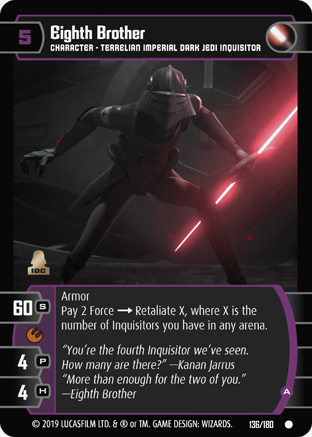 5
Eighth Brother
CHARACTER - TERRELIAN IMPERIAL DARK JEDI INQUISITOR
IDC
60 S
Armor
Pay 2 Force → Retaliate X, where X is the
number of Inquisitors you have in any arena.
4 P
"You're the fourth Inquisitor we've seen.
How many are there?" —Kanan Jarrus
4 H
"More than enough for the two of you."
—Eighth Brother
A
© 2019 LUCASFILM LTD. & ® or TM. GAME DESIGN: WIZARDS.
136/180